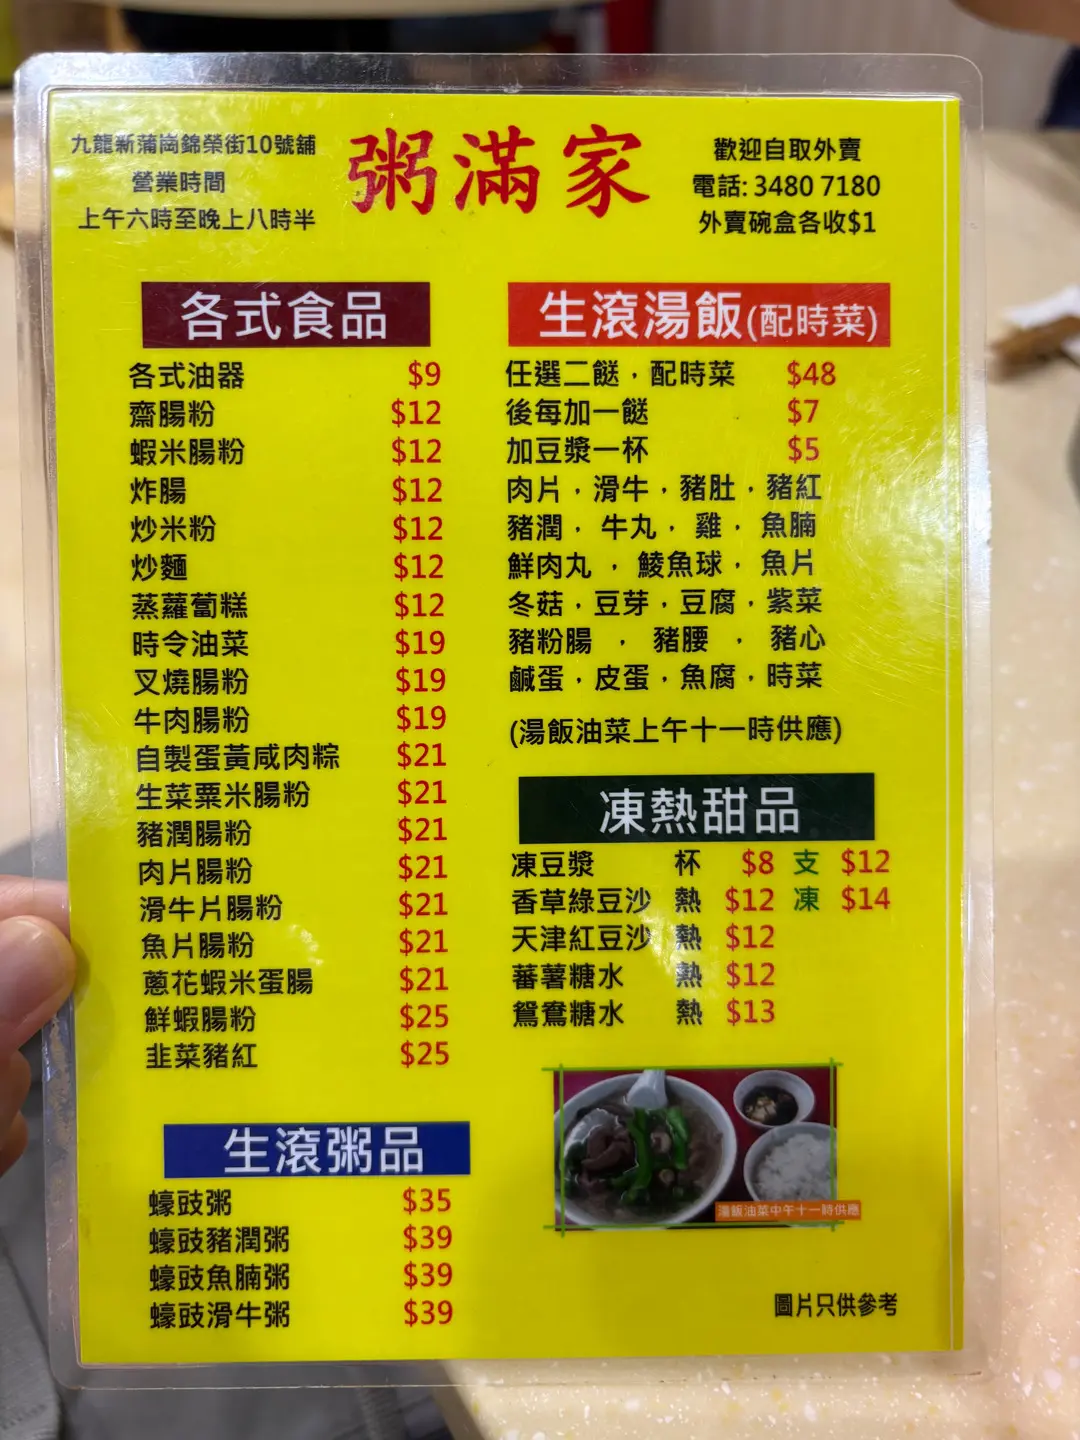 九龍新蒲崗錦榮街10號舖
營業時間
上午六時至晚上八時半
粥滿家
歡迎自取外賣
電話: 3480 7180
外賣碗盒各收$1
各式食品
各式油器 $9
齋腸粉 $12
蝦米腸粉 $12
炸腸 $12
炒米粉 $12
炒麵 $12
蒸蘿蔔糕 $12
時令油菜 $19
叉燒腸粉 $19
牛肉腸粉 $19
自製蛋黃咸肉粽 $21
生菜粟米腸粉 $21
豬潤腸粉 $21
肉片腸粉 $21
滑牛片腸粉 $21
魚片腸粉 $21
蔥花蝦米蛋腸 $21
鮮蝦腸粉 $25
韭菜豬紅 $25
生滾粥品
蠔豉粥 $35
蠔豉豬潤粥 $39
蠔豉魚腩粥 $39
蠔豉滑牛粥 $39
生滾湯飯(配時菜)
任選二餸，配時菜 $48
後每加一餸 $7
加豆漿一杯 $5
肉片，滑牛，豬肚，豬紅
豬潤，牛丸，雞，魚腩
鮮肉丸，鯪魚球，魚片
冬菇，豆芽，豆腐，紫菜
豬粉腸，豬腰，豬心
鹹蛋，皮蛋，魚腐，時菜
(湯飯油菜上午十一時供應)
凍熱甜品
凍豆漿 杯 $8 支 $12
香草綠豆沙 熱 $12 凍 $14
天津紅豆沙 熱 $12
蕃薯糖水 熱 $12
鴛鴦糖水 熱 $13
湯飯油菜中午十一時供應
圖片只供參考